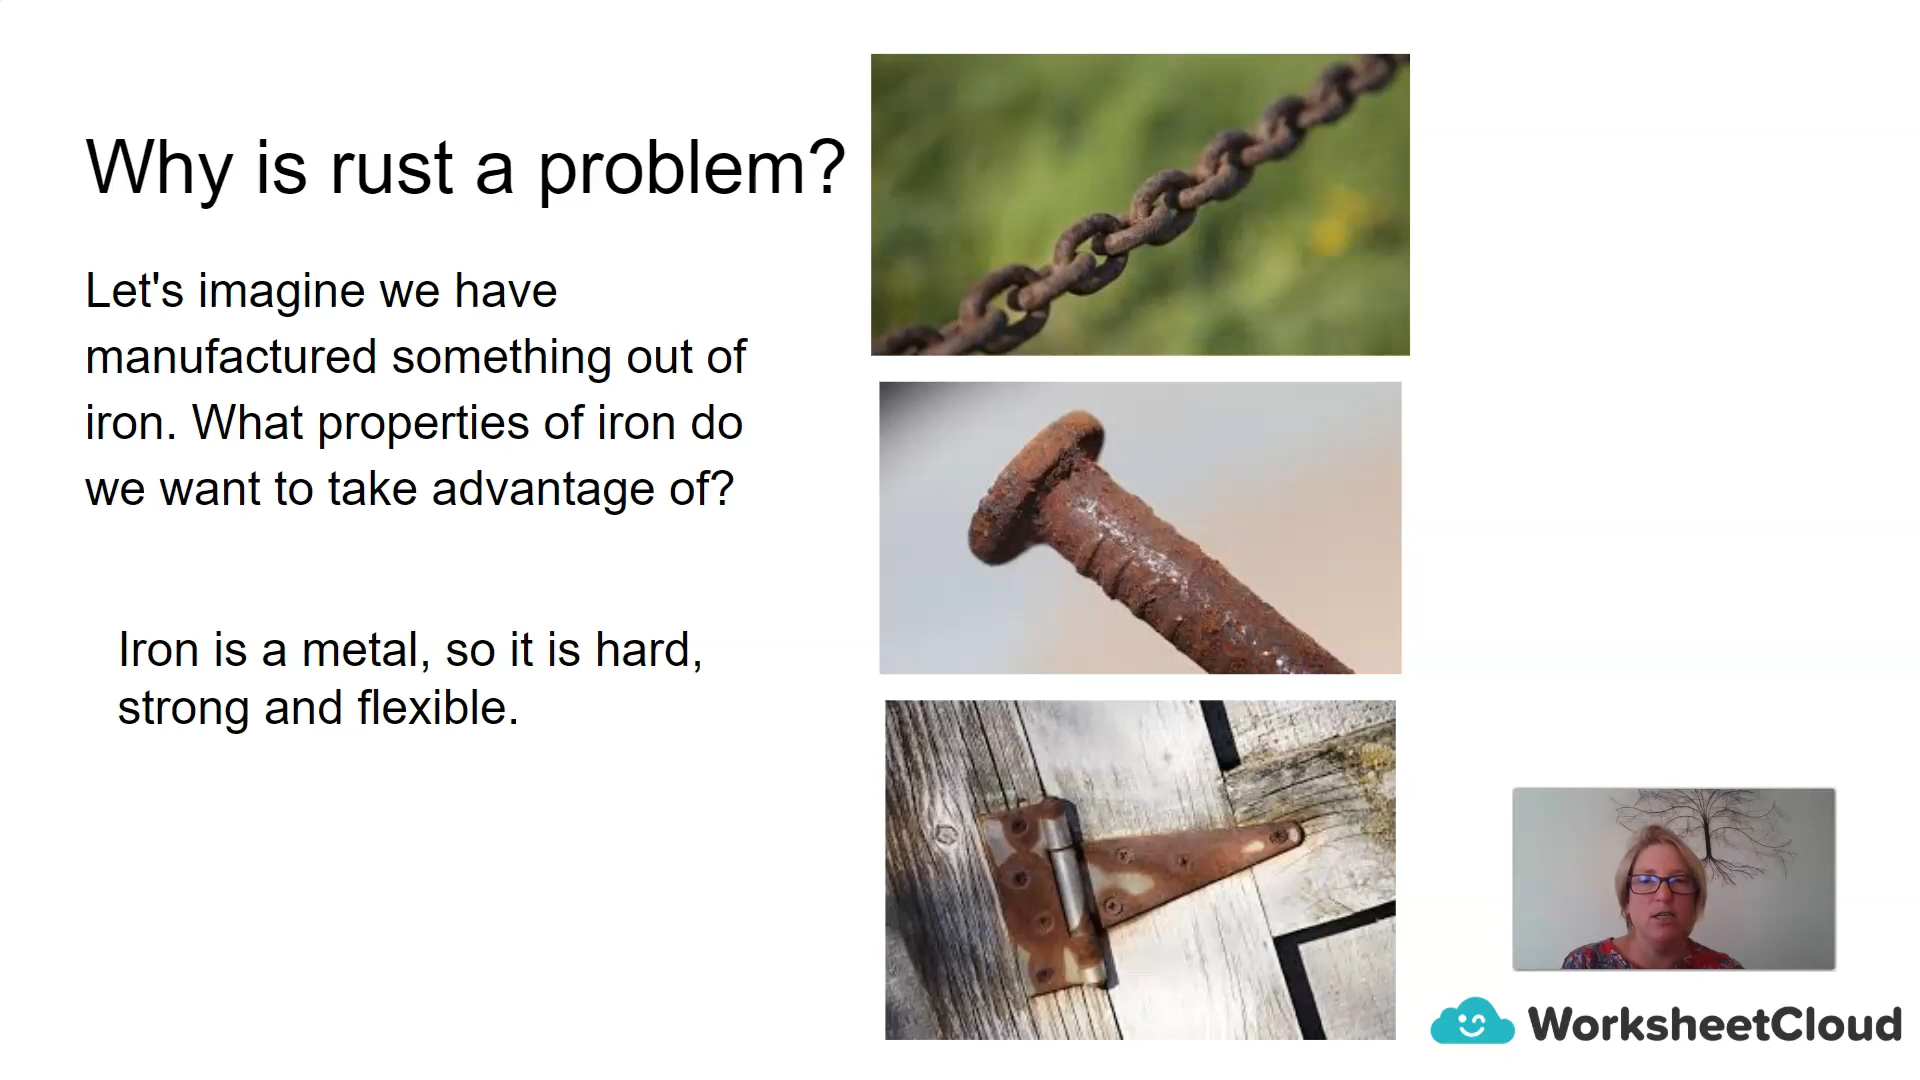 Why is rust a problem?
Let's imagine we have
manufactured something out of
iron. What properties of iron do
we want to take advantage of?
Iron is a metal, so it is hard,
strong and flexible.
WorksheetCloud